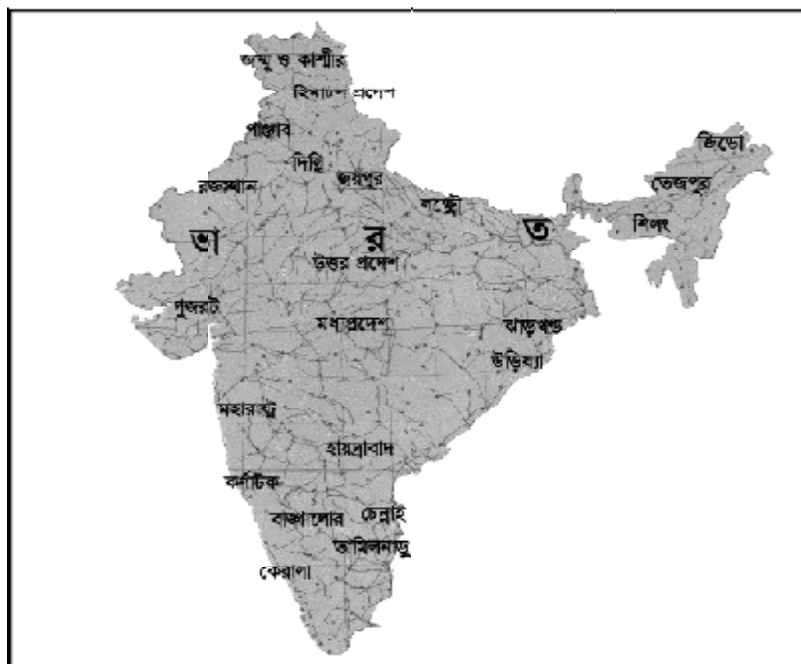 জম্মু ও কাশ্মীর
হিমাচল প্রদেশ
পাঞ্জাব
জিড়ো
দিল্লি
জয়পুর
তেজপুর
রাজস্থান
লক্ষ্ণৌ
শিলং
ভা র ত
উত্তর প্রদেশ
গুজরাট
মধ্যপ্রদেশ
ঝাড়খণ্ড
উড়িষ্যা
মহারাষ্ট্র
হায়দ্রাবাদ
কর্নাটক
চেন্নাই
বাঙ্গালোর
তামিলনাড়ু
কেরালা